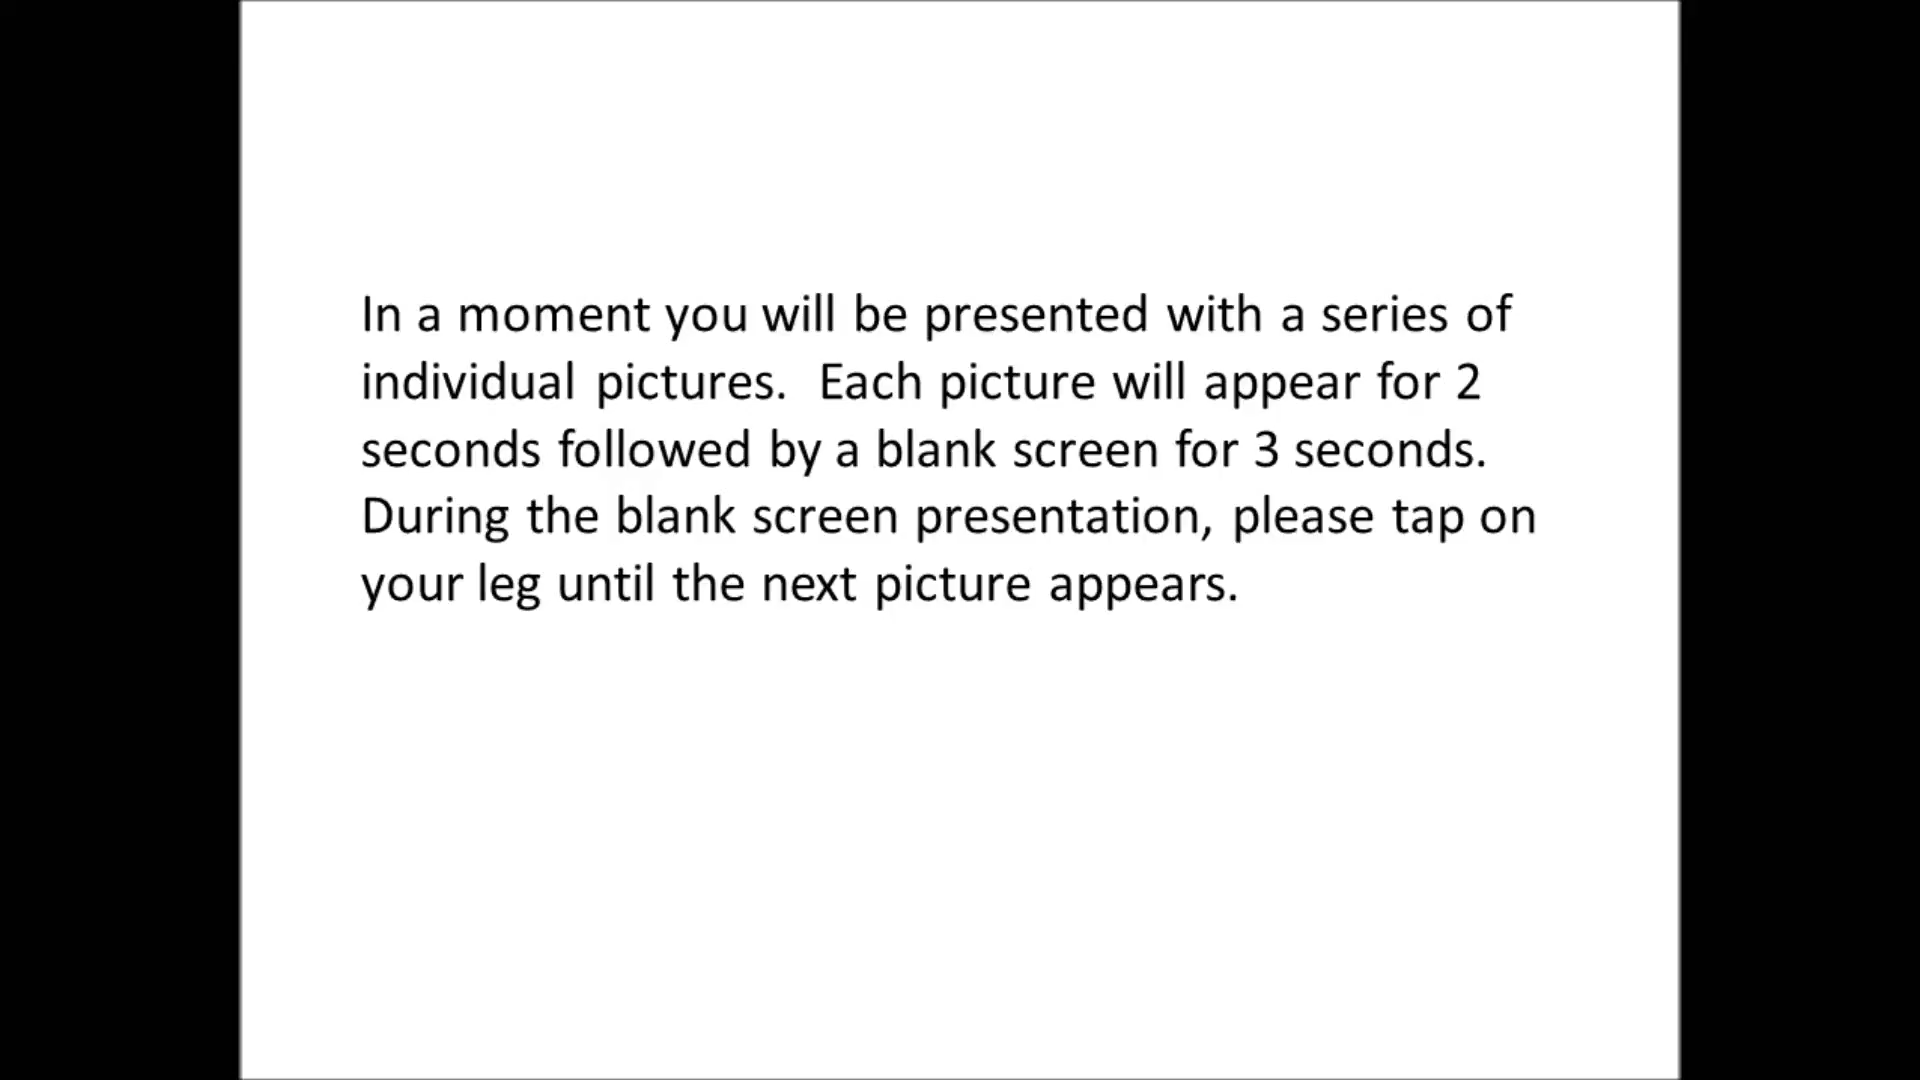 In a moment you will be presented with a series of
individual pictures.  Each picture will appear for 2
seconds followed by a blank screen for 3 seconds.
During the blank screen presentation, please tap on
your leg until the next picture appears.